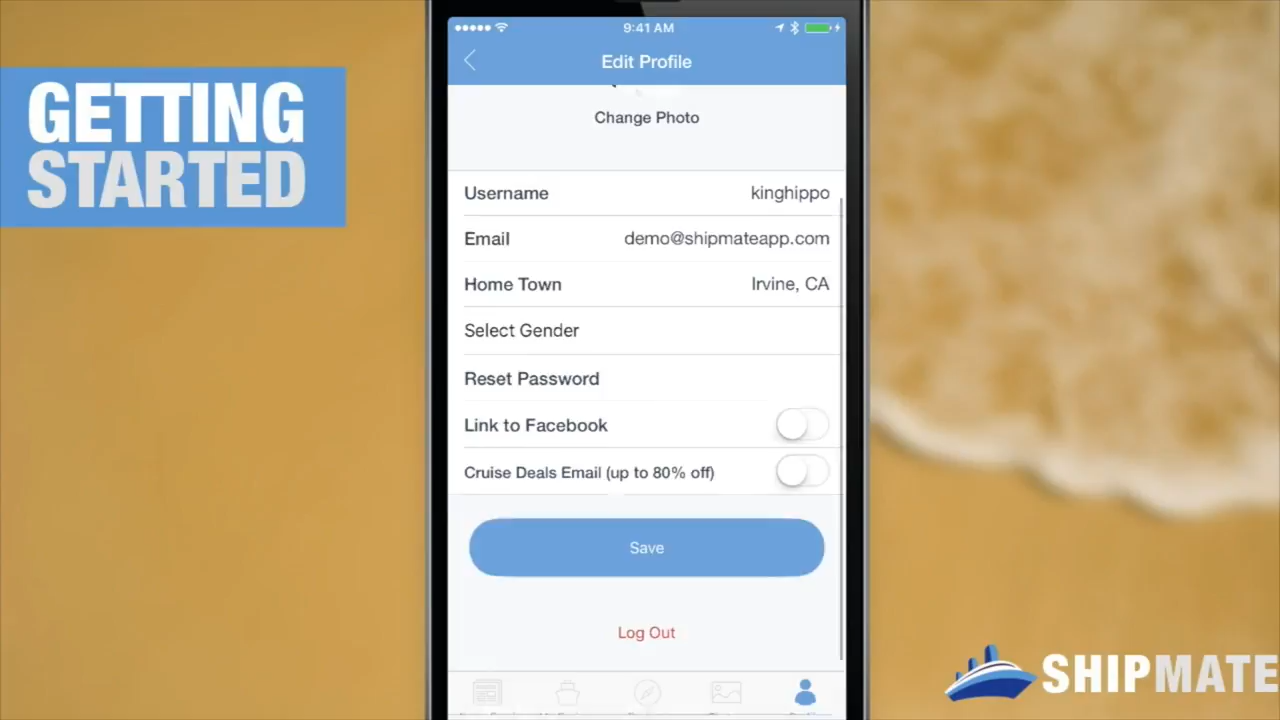 GETTING
STARTED
9:41 AM
Edit Profile
Change Photo
Username kinghippo
Email demo@shipmateapp.com
Home Town Irvine, CA
Select Gender
Reset Password
Link to Facebook
Cruise Deals Email (up to 80% off)
Save
Log Out
SHIPMATE